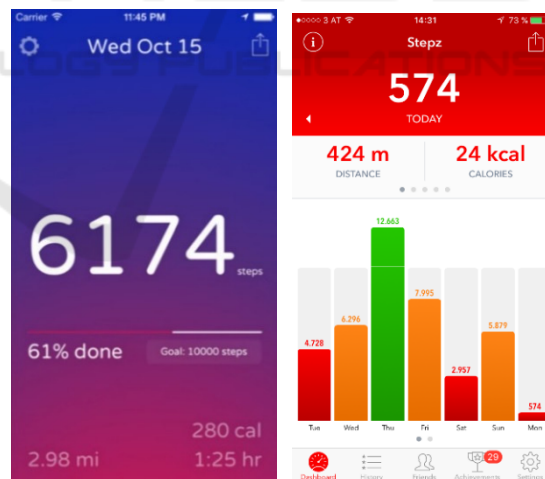 Carrier 11:45 PM
Wed Oct 15
6174 steps
61% done Goal: 10000 steps
280 cal
2.98 mi 1:25 hr
3 AT 14:31 73 %
Stepz
574
TODAY
424 m 24 kcal
DISTANCE CALORIES
12.663
7.995
6.296
5.879
4.728
2.957
574
Tue Wed Thu Fri Sat Sun Mon
29
Dashboard History Friends Achievements Settings
LOGY PUBLICATIONS